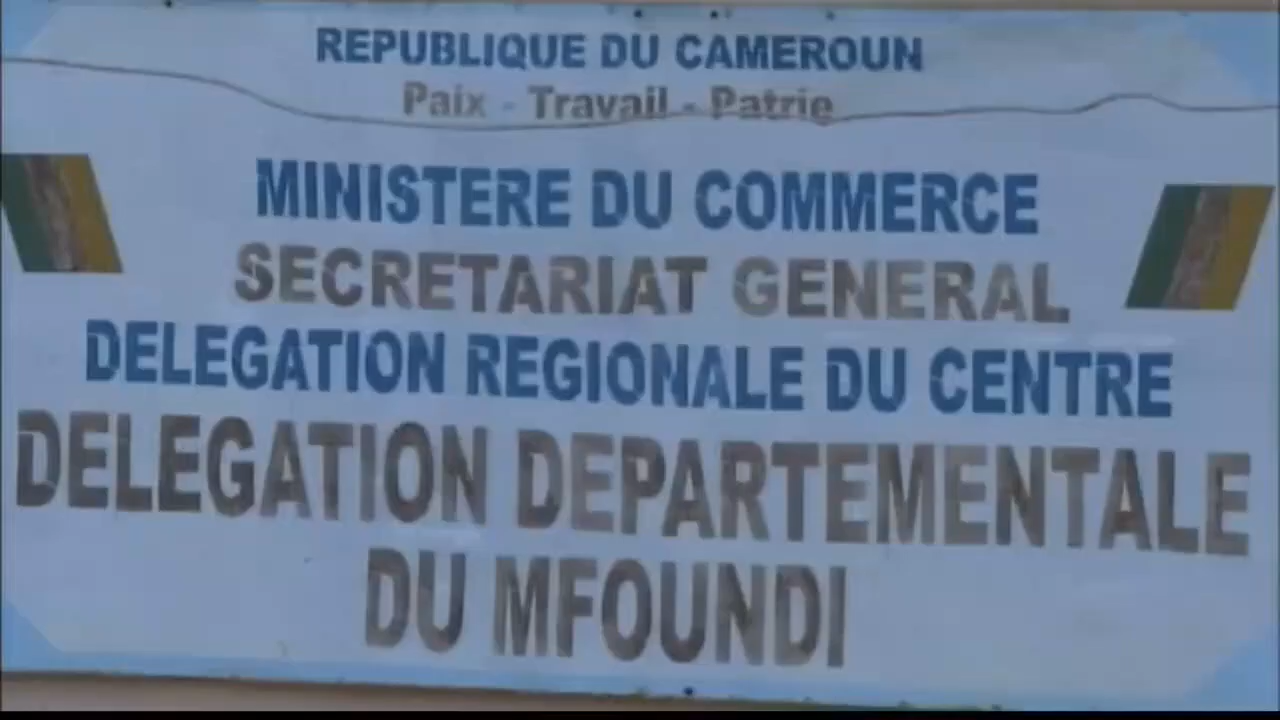 REPUBLIQUE DU CAMEROUN
Paix - Travail - Patrie
MINISTERE DU COMMERCE
SECRETARIAT GENERAL
DELEGATION REGIONALE DU CENTRE
DELEGATION DEPARTEMENTALE
DU MFOUNDI